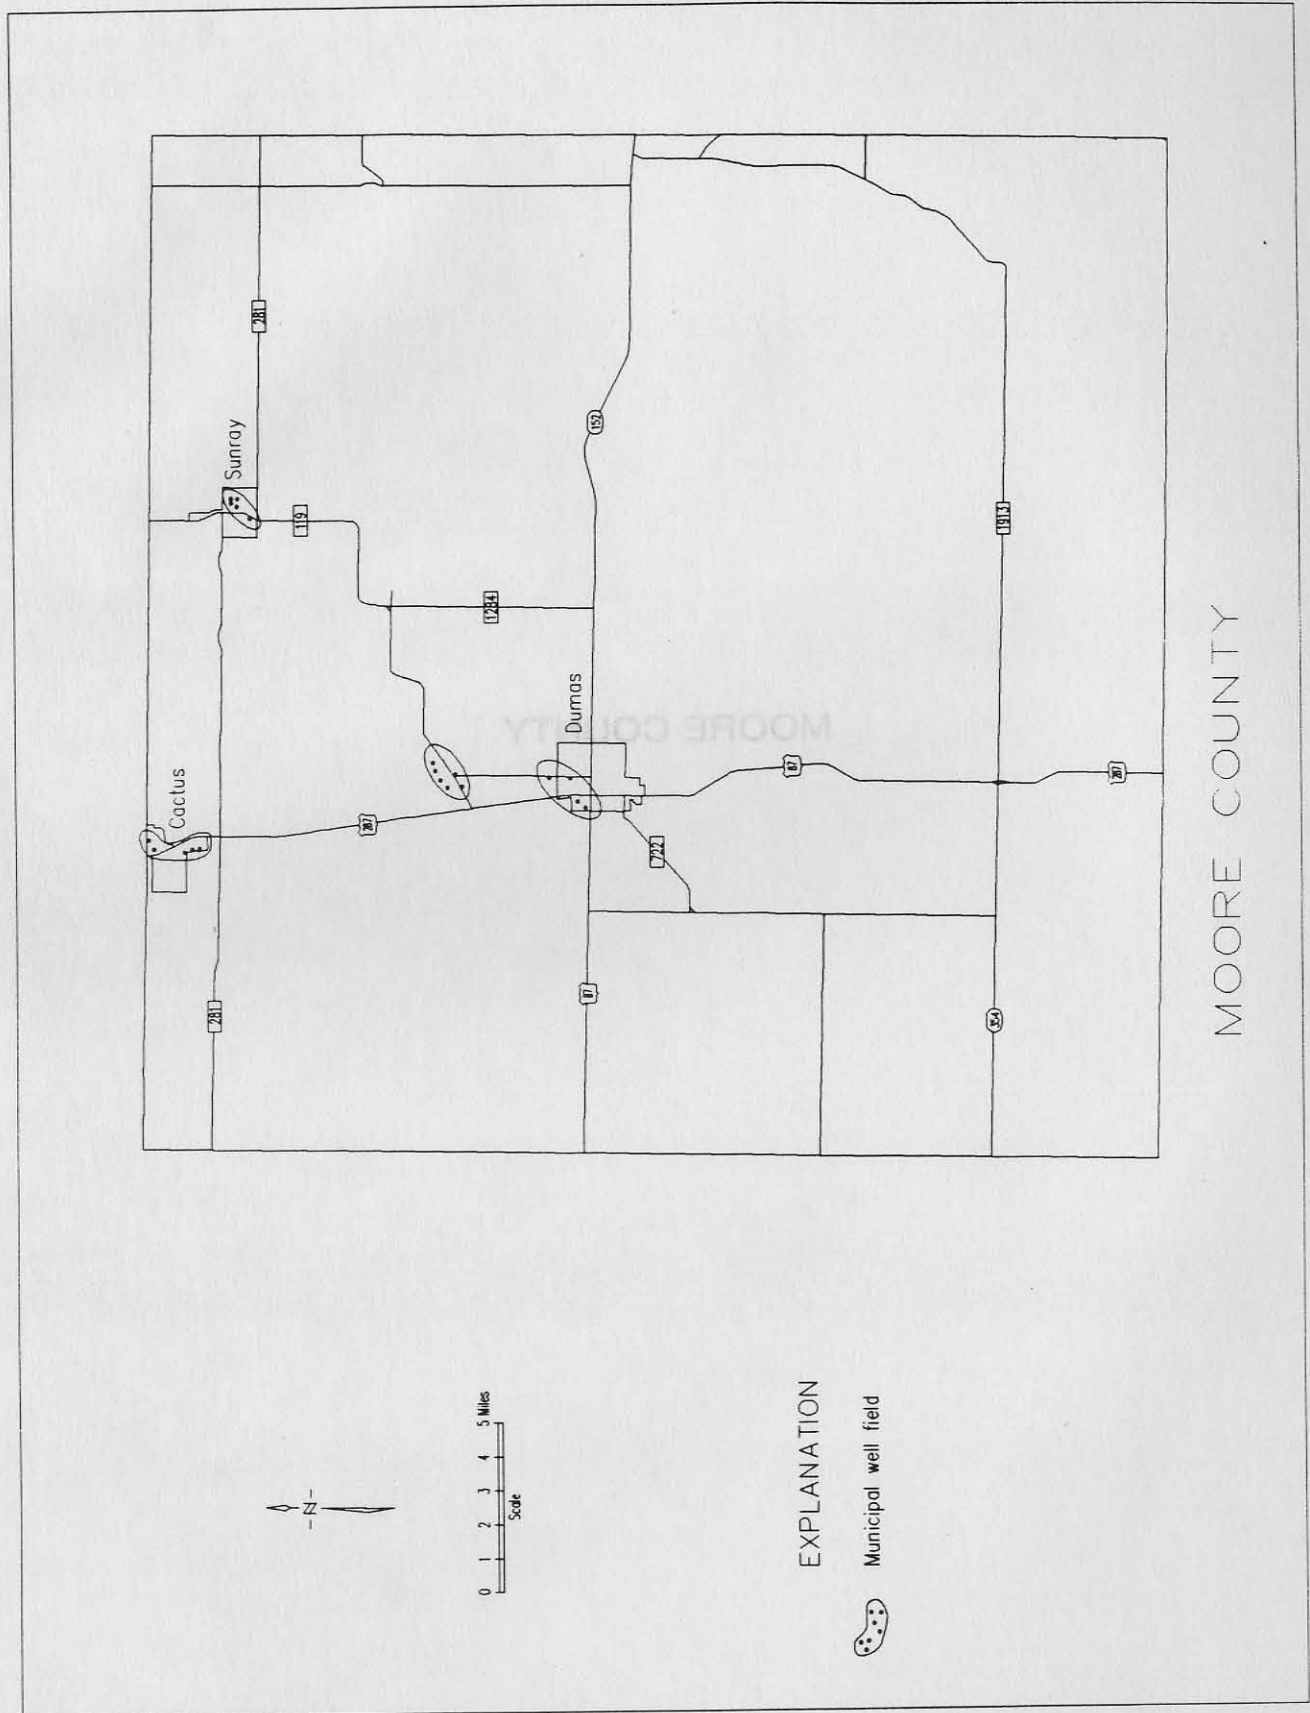 Cactus
Sunray
281
119
281
287
1284
Dumas
152
87
722
87
1913
354
287
MOORE COUNTY
MOORE COUNTY
0 1 2 3 4 5 Miles
Scale
N
EXPLANATION
Municipal well field